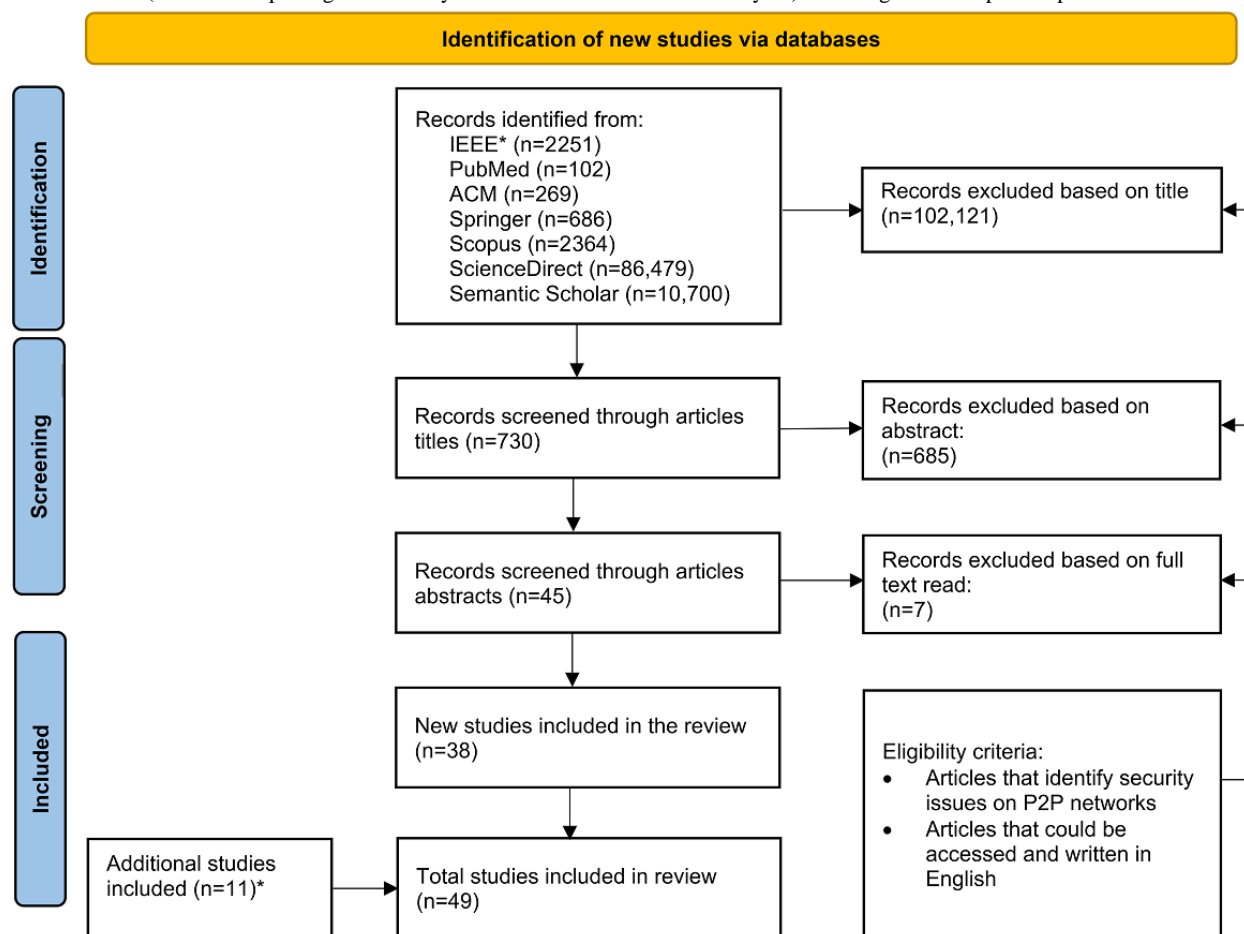 Identification of new studies via databases
Identification
Records identified from:
IEEE* (n=2251)
PubMed (n=102)
ACM (n=269)
Springer (n=686)
Scopus (n=2364)
ScienceDirect (n=86,479)
Semantic Scholar (n=10,700)
Records excluded based on title
(n=102,121)
Screening
Records screened through articles
titles (n=730)
Records excluded based on
abstract:
(n=685)
Records screened through articles
abstracts (n=45)
Records excluded based on full
text read:
(n=7)
Included
New studies included in the review
(n=38)
Eligibility criteria:
• Articles that identify security
issues on P2P networks
• Articles that could be
accessed and written in
English
Additional studies
included (n=11)*
Total studies included in review
(n=49)